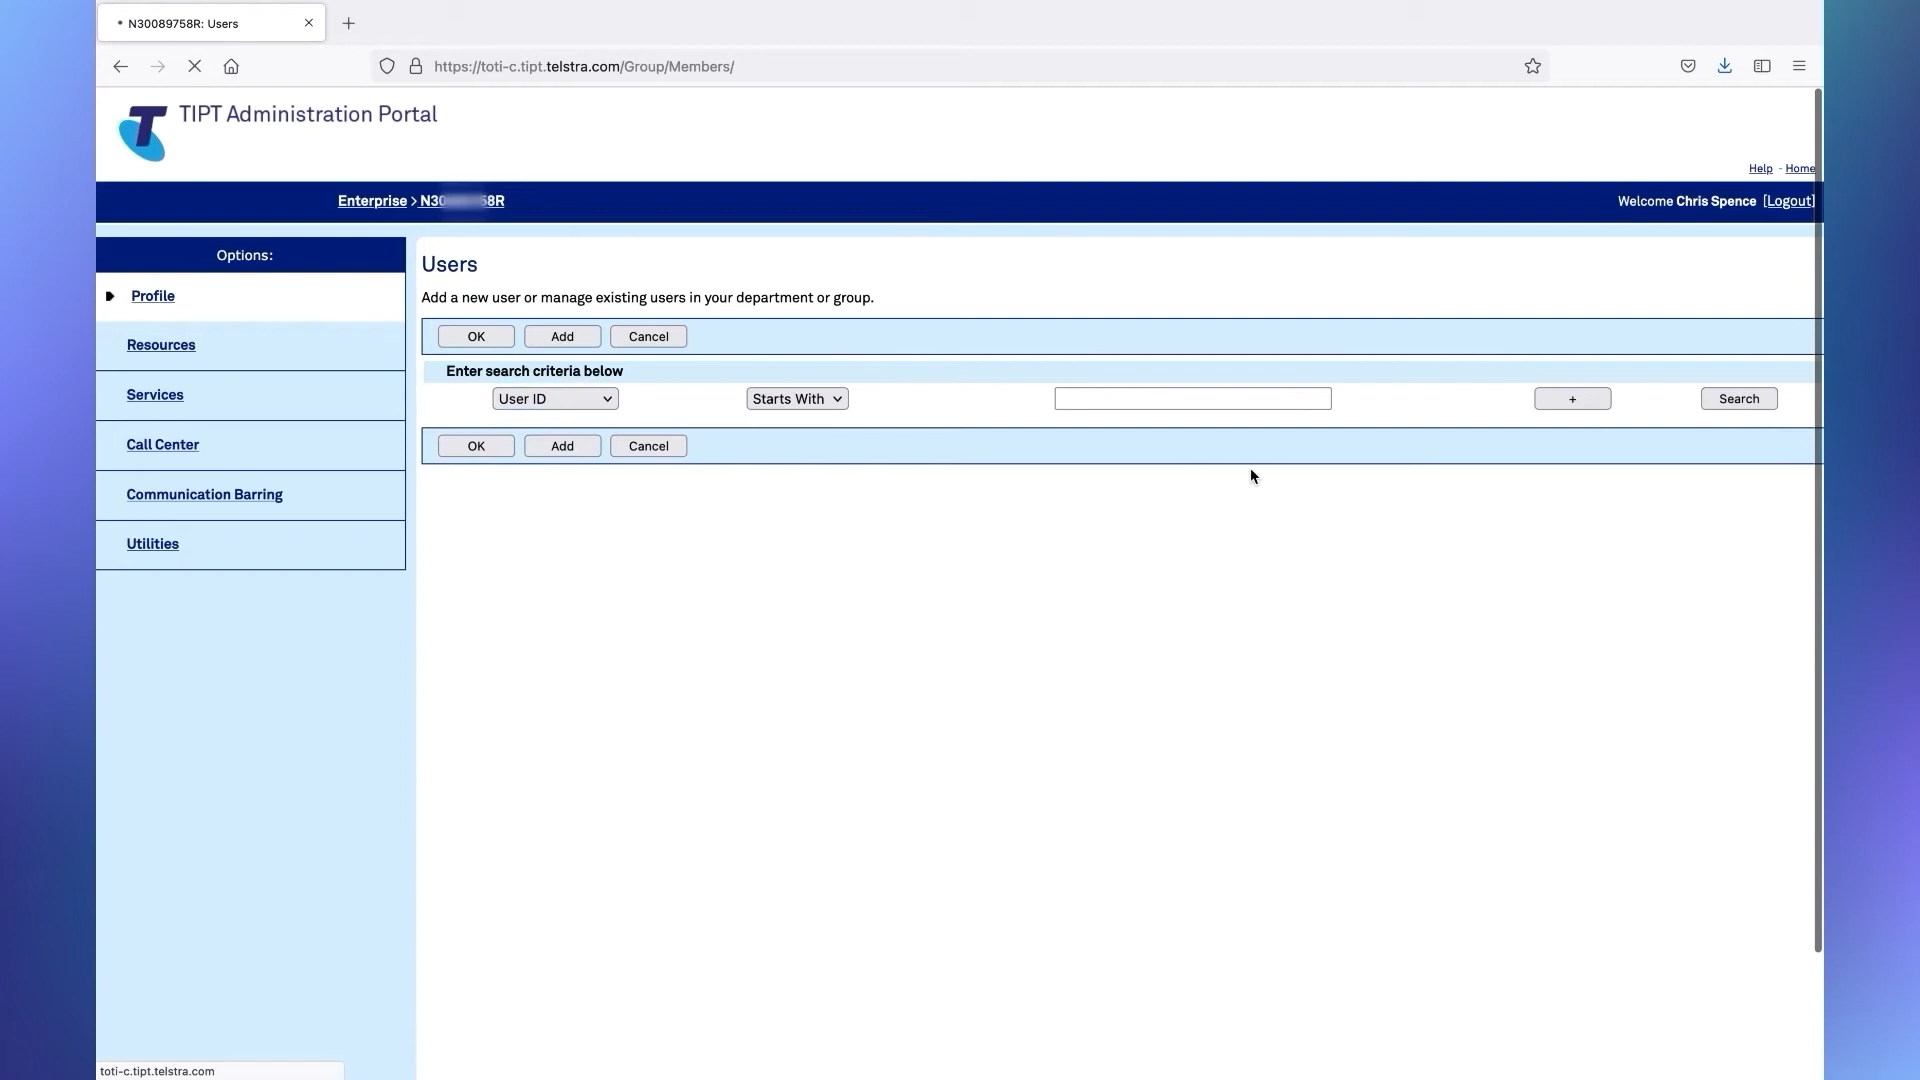 N30089758R: Users
https://toti-c.tipt.telstra.com/Group/Members/
TIPT Administration Portal
Help - Home
Enterprise > N30 58R
Welcome Chris Spence [Logout]
Options:
Profile
Resources
Services
Call Center
Communication Barring
Utilities
Users
Add a new user or manage existing users in your department or group.
OK Add Cancel
Enter search criteria below
User ID Starts With + Search
OK Add Cancel
toti-c.tipt.telstra.com